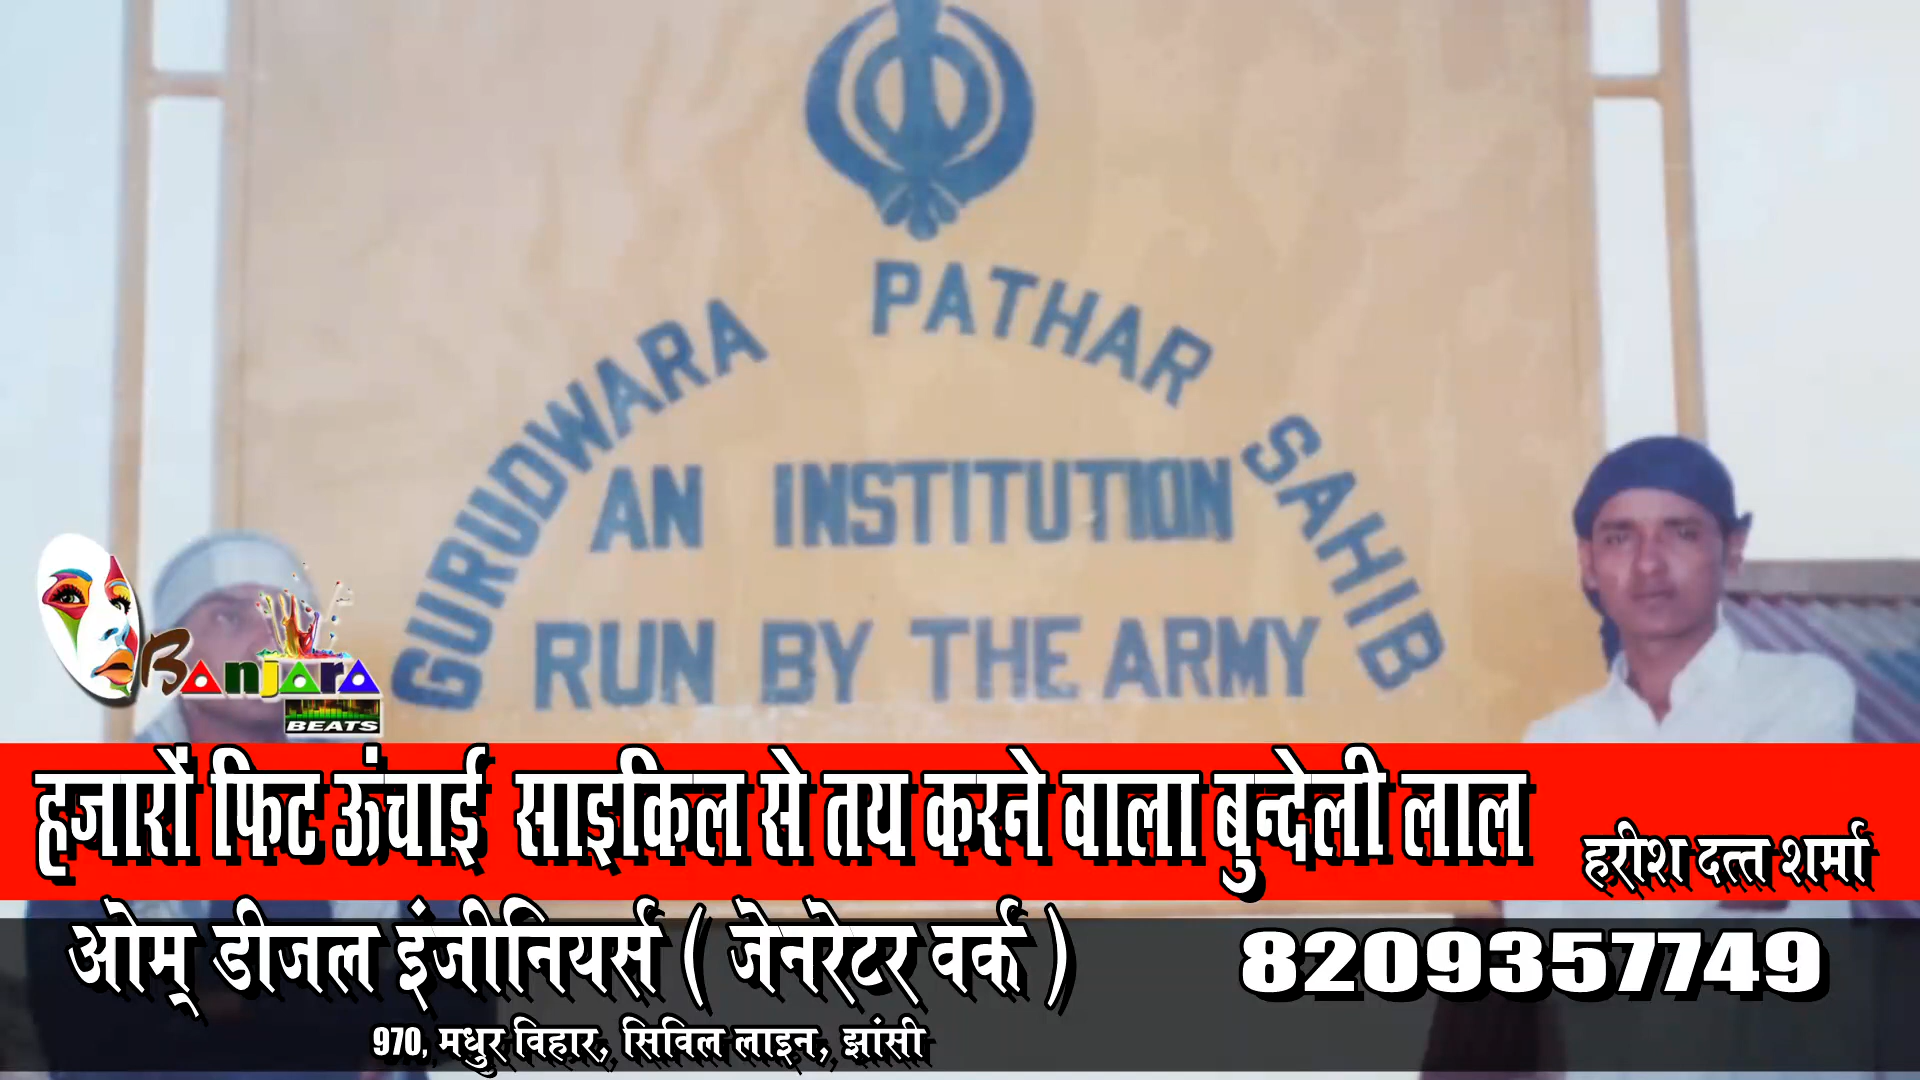 GURUDWARA PATHAR SAHIB
AN INSTITUTION
RUN BY THE ARMY
Banjara
BEATS
हजारों फिट ऊंचाई साइकिल से तय करने वाला बुन्देली लाल
हरीश दत्त शर्मा
ओम् डीजल इंजीनियर्स ( जेनरेटर वर्क )
8209357749
970, मधुर विहार, सिविल लाइन, झांसी